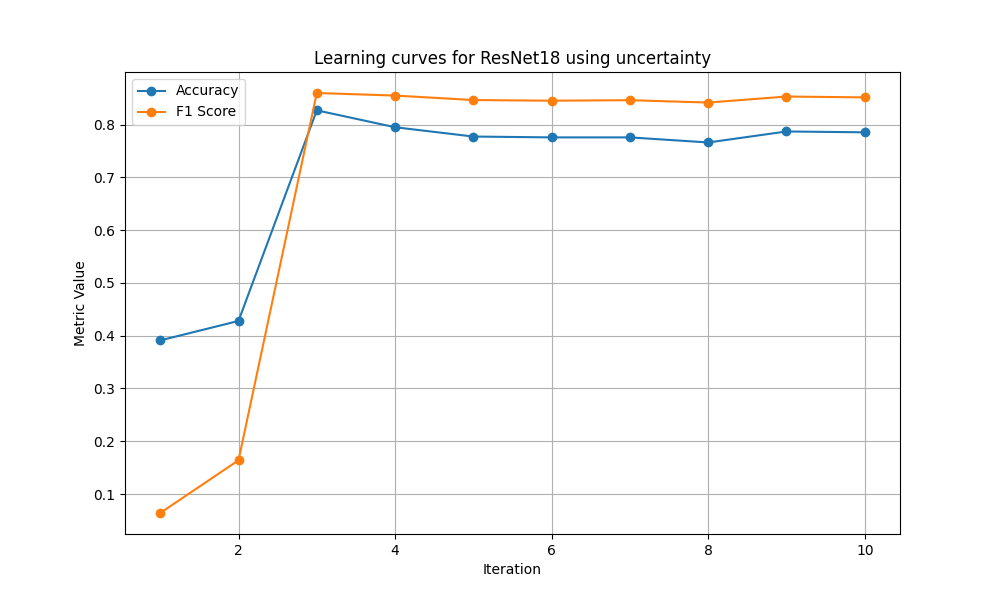 Learning curves for ResNet18 using uncertainty
Accuracy
F1 Score
Metric Value
0.8
0.7
0.6
0.5
0.4
0.3
0.2
0.1
2 4 6 8 10
Iteration